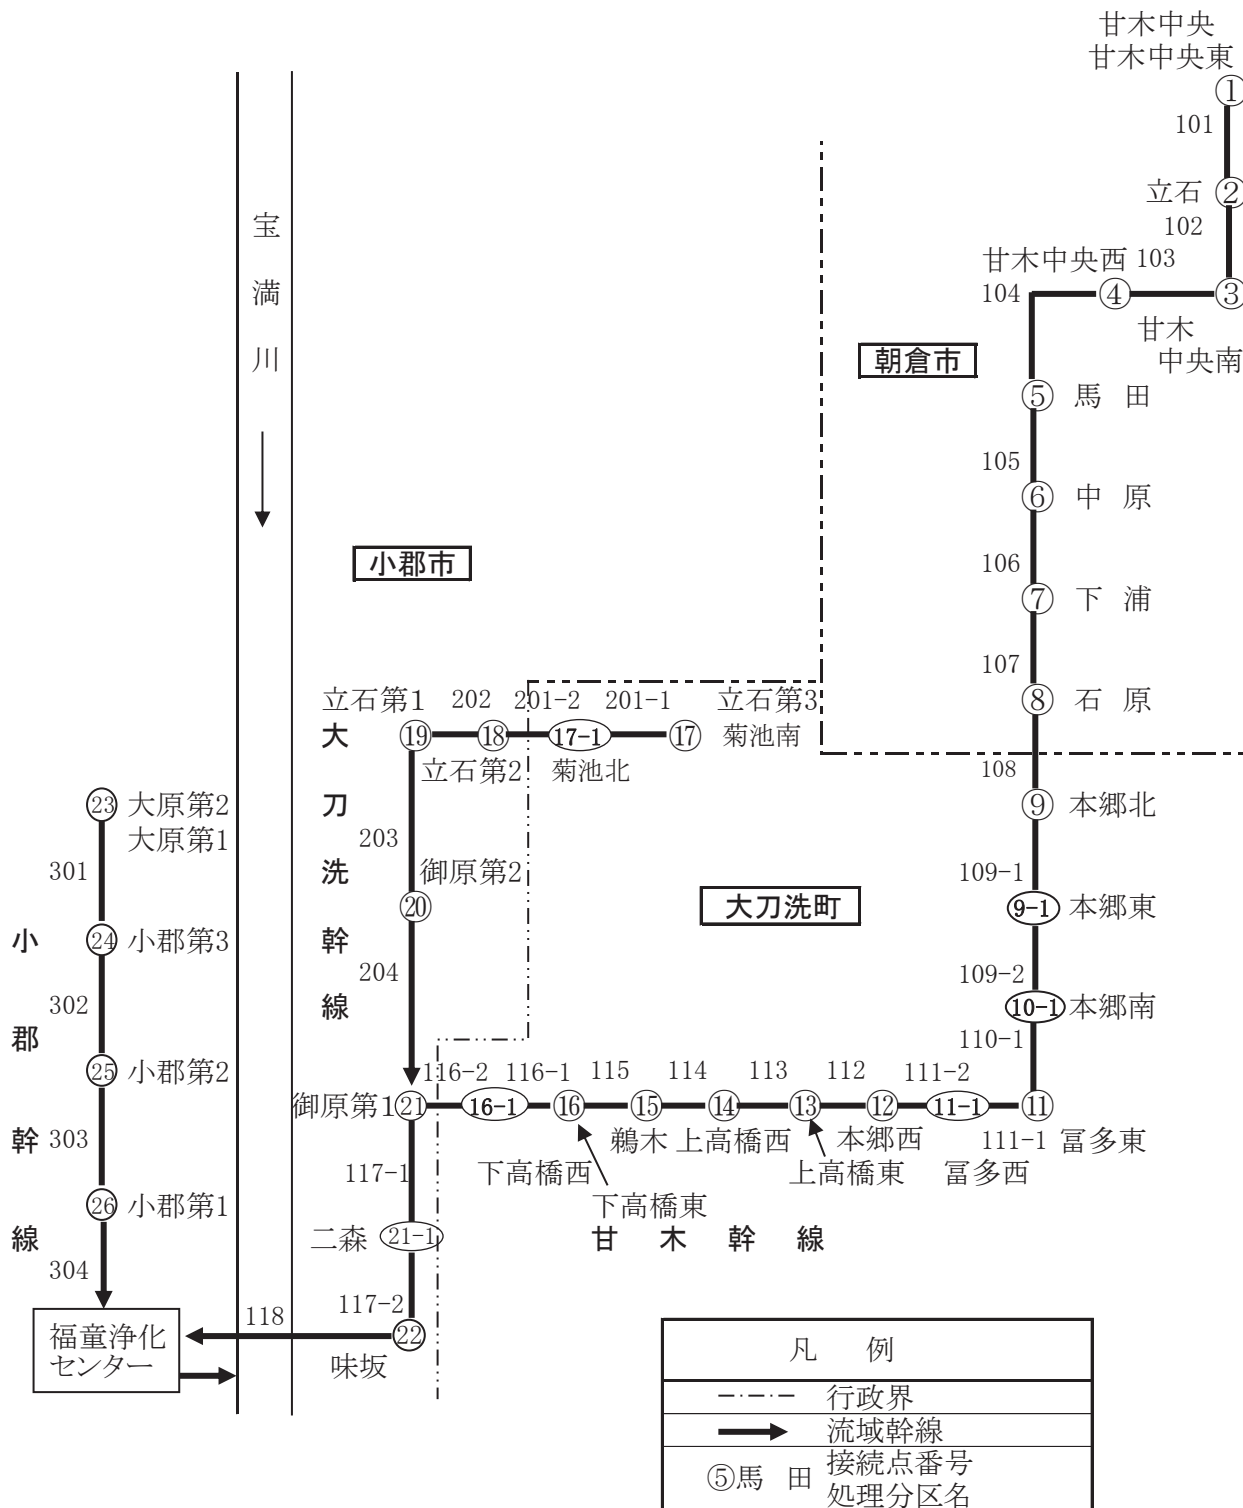 甘木中央
甘木中央東
①
101
立石 ②
102
甘木中央西 103
104 ④ ③
甘木
中央南
朝倉市
⑤ 馬 田
105
⑥ 中 原
106
⑦ 下 浦
107
⑧ 石 原
108
⑨ 本郷北
109-1
9-1 本郷東
109-2
10-1 本郷南
110-1
宝満川
小郡市
立石第1 202 201-2 201-1 立石第3
⑲ ⑱ 17-1 ⑰ 菊池南
立石第2 菊池北
大刀洗幹線
203
御原第2
⑳
204
大刀洗町
㉓ 大原第2
大原第1
301
㉔ 小郡第3
302
㉕ 小郡第2
303
㉖ 小郡第1
304
小郡幹線
116-2 116-1 115 114 113 112 111-2
御原第1 ㉑ 16-1 ⑯ ⑮ ⑭ ⑬ ⑫ 11-1 ⑪
下高橋西 鵜木 上高橋西 本郷西 111-1 冨多東
下高橋東 上高橋東 冨多西
甘木幹線
117-1
二森 21-1
117-2
118
㉒
味坂
福童浄化
センター
凡 例
行政界
流域幹線
⑤馬 田 接続点番号
処理分区名